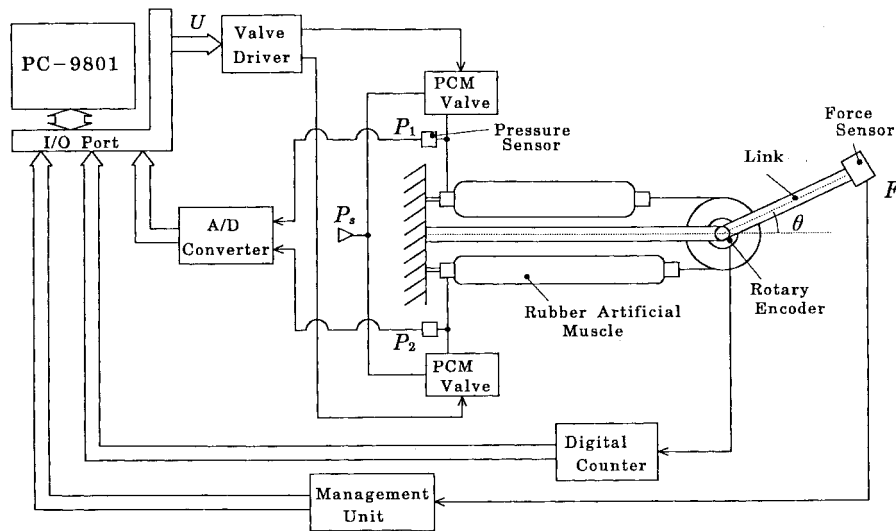 U
Valve
Driver
PC-9801
PCM
Valve
Force
Sensor
P1
Pressure
Sensor
I/O Port
Link
F
A/D
Converter
Ps
θ
Rotary
Encoder
Rubber Artificial
Muscle
P2
PCM
Valve
Digital
Counter
Management
Unit